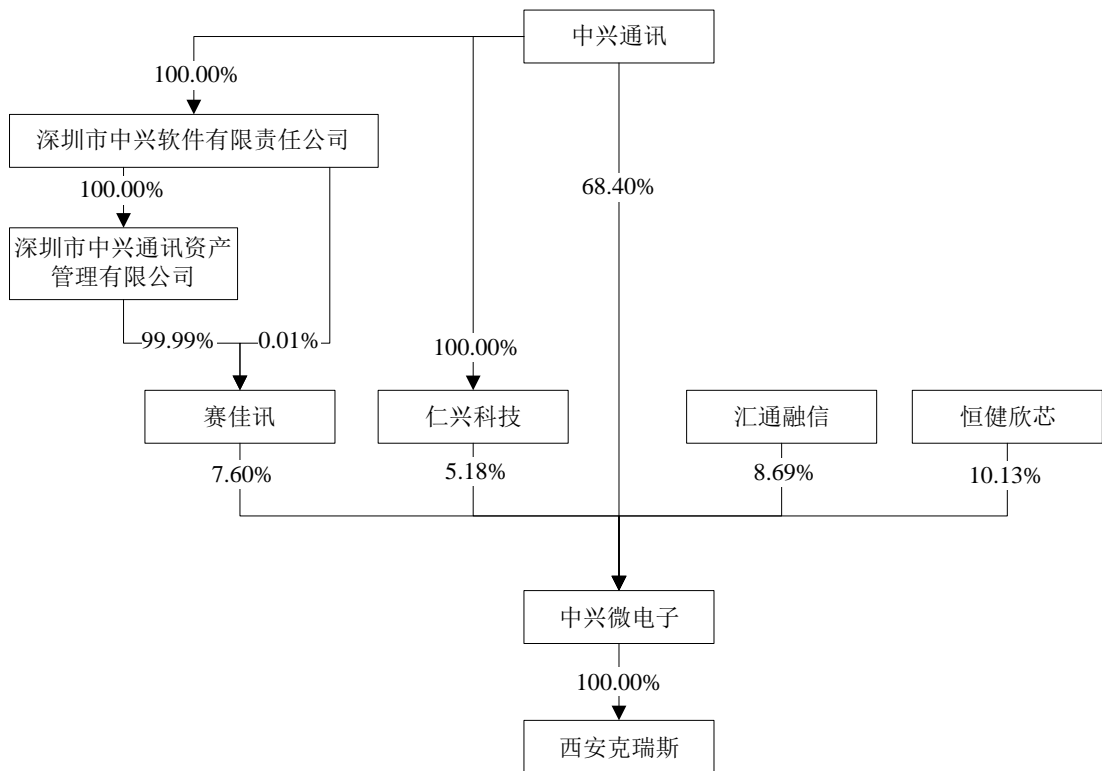 中兴通讯
100.00%
深圳市中兴软件有限责任公司
100.00%
68.40%
深圳市中兴通讯资产
管理有限公司
99.99%
0.01%
100.00%
赛佳讯
仁兴科技
汇通融信
恒健欣芯
7.60%
5.18%
8.69%
10.13%
中兴微电子
100.00%
西安克瑞斯